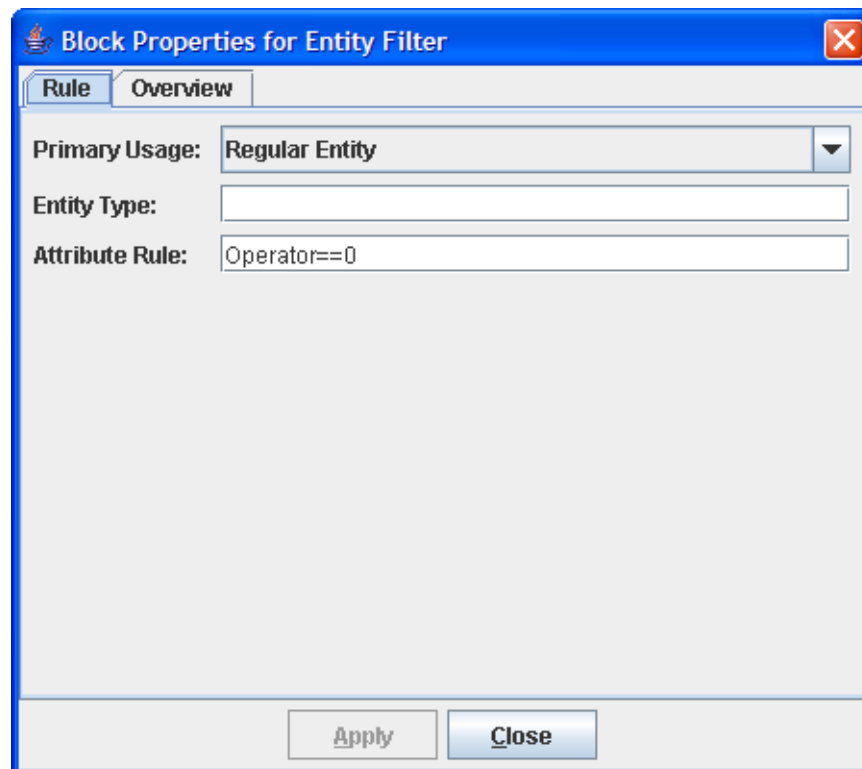 Block Properties for Entity Filter
Rule Overview
Primary Usage: Regular Entity
Entity Type:
Attribute Rule: Operator==0
Apply Close